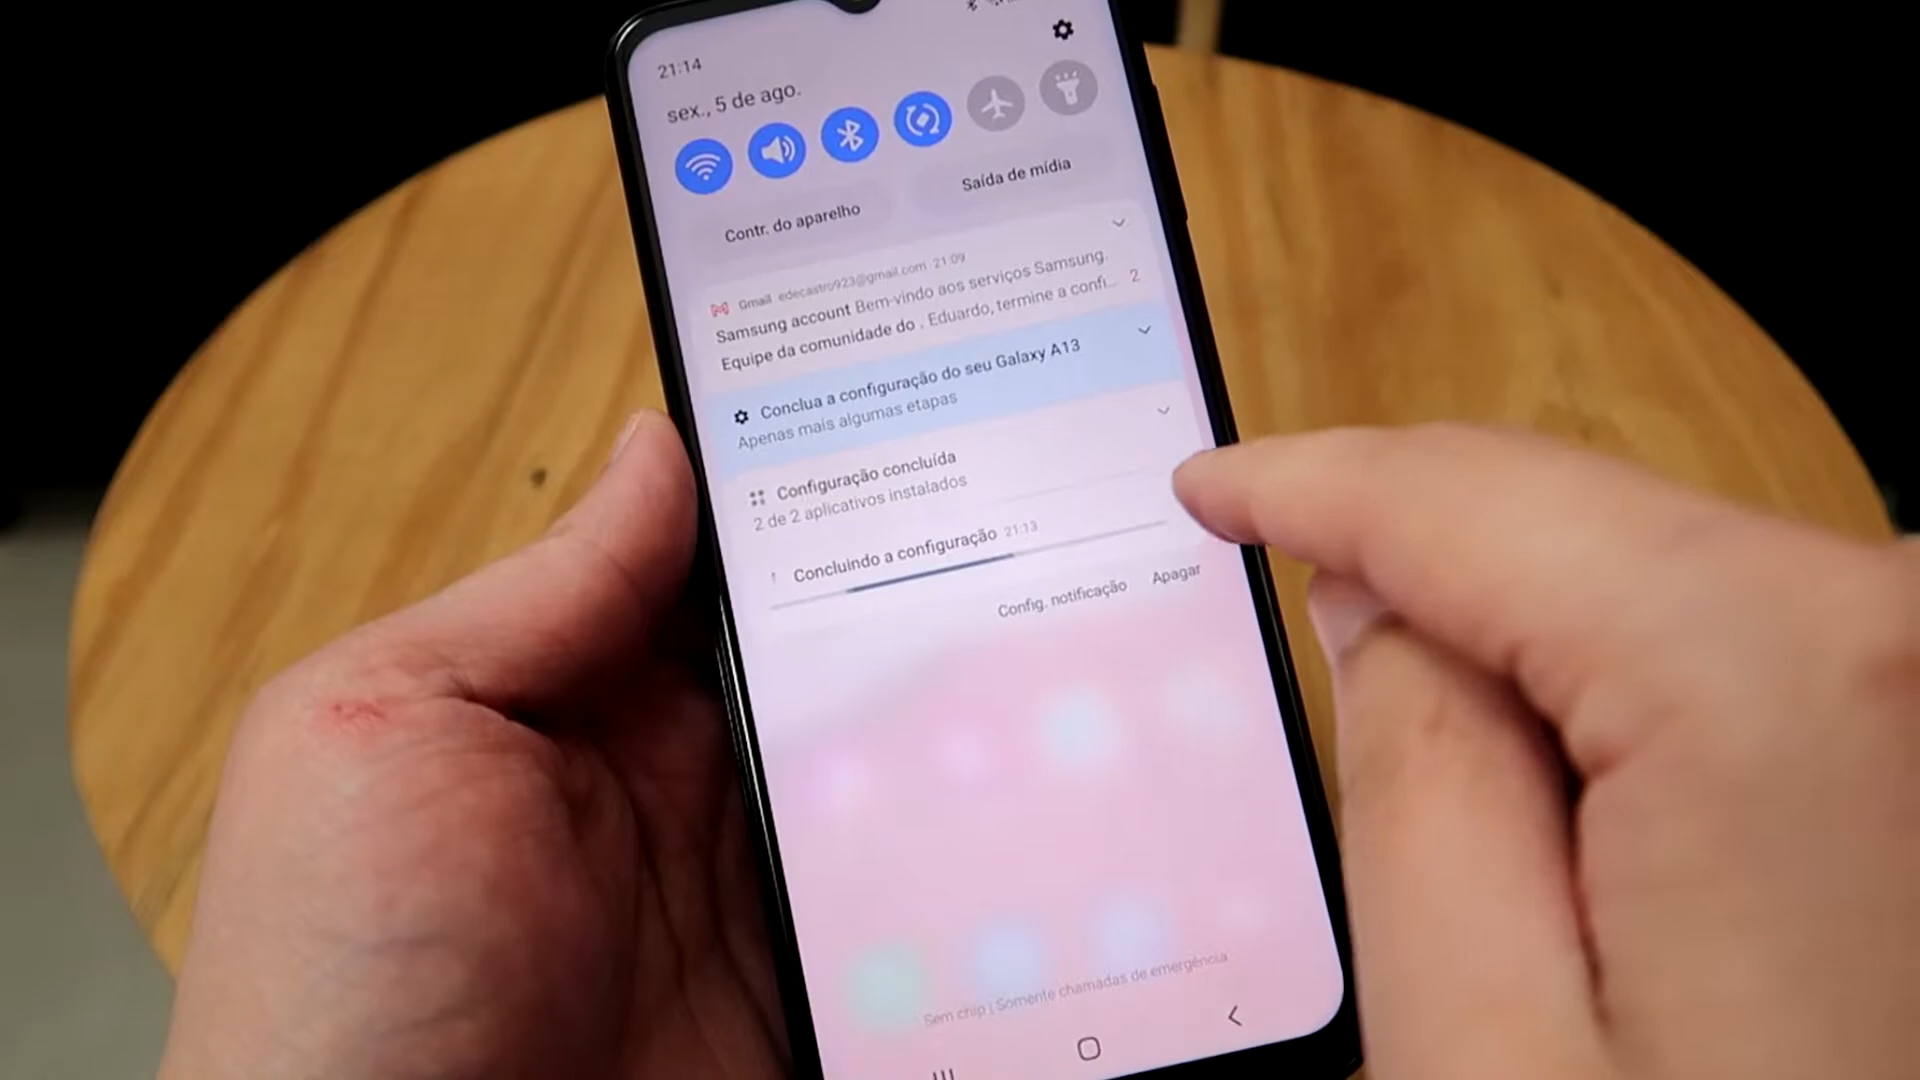 21:14
sex., 5 de ago.
Contr. do aparelho
Saída de mídia
Gmail edecastro923@gmail.com 21:09
Samsung account Bem-vindo aos serviços Samsung.
Equipe da comunidade do . Eduardo, termine a confi... 2
Conclua a configuração do seu Galaxy A13
Apenas mais algumas etapas
Configuração concluída
2 de 2 aplicativos instalados
Concluindo a configuração 21:13
Config. notificação
Apagar
Sem chip | Somente chamadas de emergência